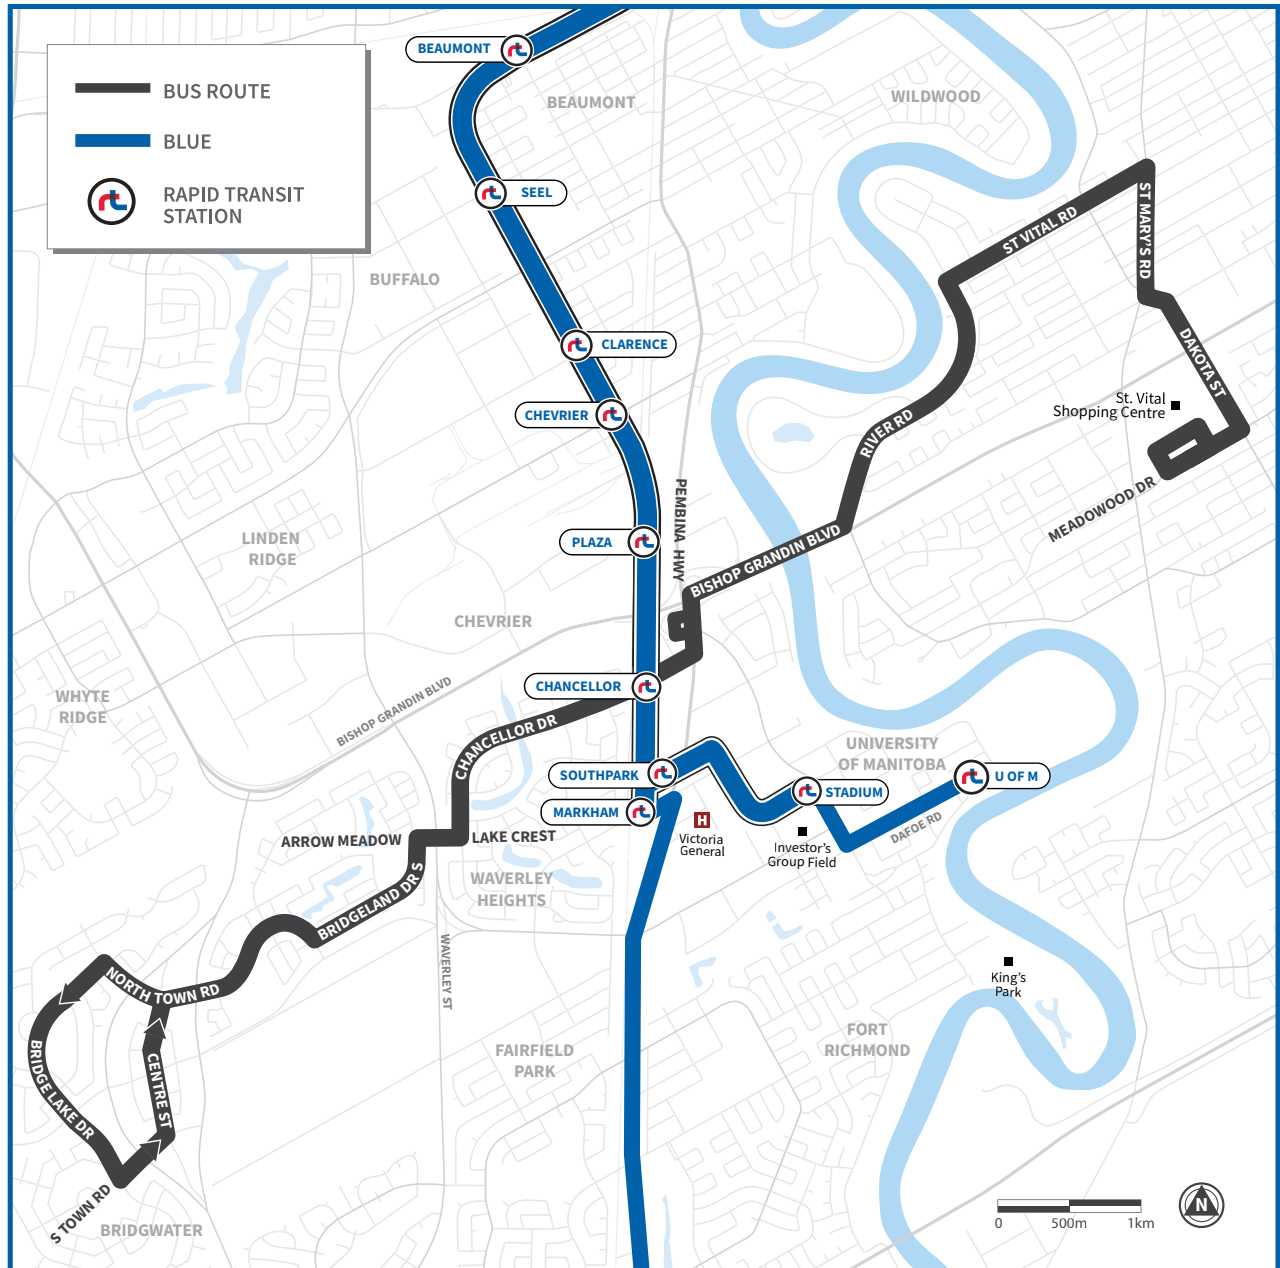 BUS ROUTE
BLUE
RAPID TRANSIT
STATION
BEAUMONT
BEAUMONT
WILDWOOD
SEEL
BUFFALO
ST VITAL RD
ST MARY'S RD
CLARENCE
DAKOTA ST
CHEVRIER
St. Vital
Shopping Centre
RIVER RD
PEMBINA HWY
MEADOWOOD DR
LINDEN
RIDGE
PLAZA
BISHOP GRANDIN BLVD
CHEVRIER
CHANCELLOR
WHYTE
RIDGE
BISHOP GRANDIN BLVD
CHANCELLOR DR
UNIVERSITY
OF MANITOBA
SOUTHPARK
U OF M
STADIUM
MARKHAM
H
Victoria
General
Investor's
Group Field
DAFOE RD
ARROW MEADOW
LAKE CREST
WAVERLEY
HEIGHTS
BRIDGELAND DR S
WAVERLEY ST
NORTH TOWN RD
King's
Park
FORT
RICHMOND
FAIRFIELD
PARK
BRIDGE LAKE DR
CENTRE ST
S TOWN RD
BRIDGWATER
0 500m 1km
N